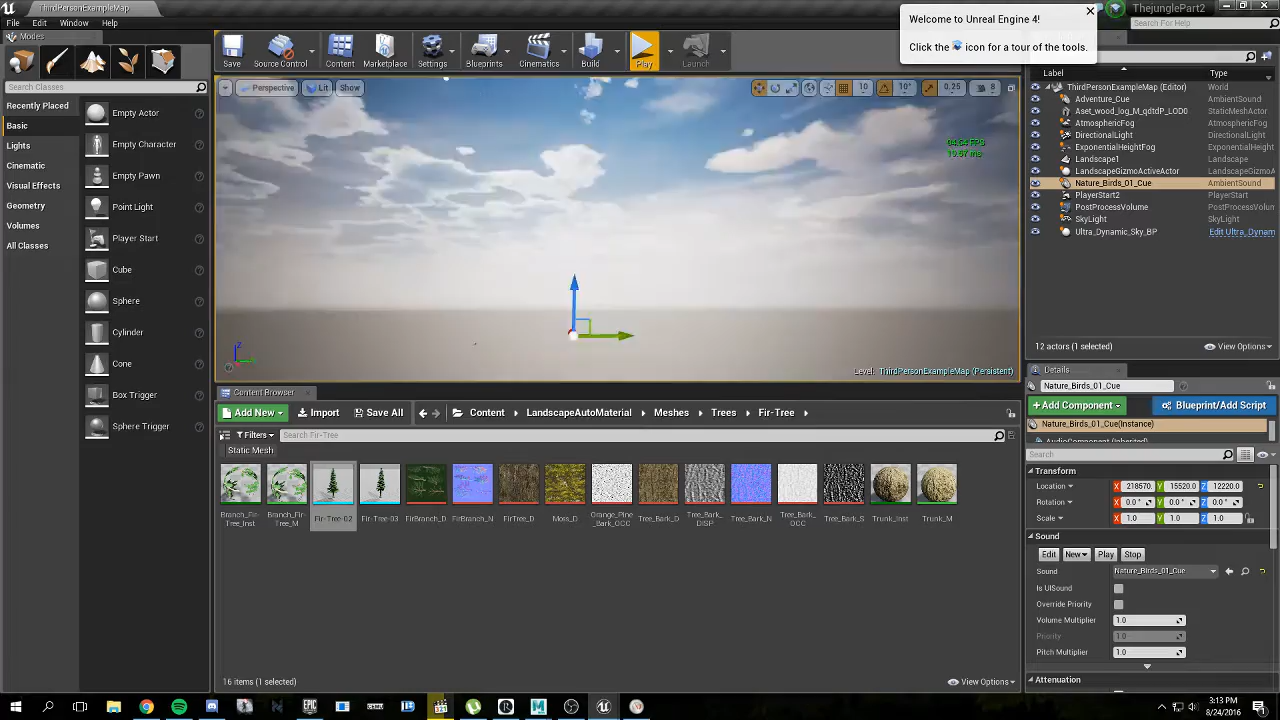 ThirdPersonExampleMap
ThejunglePart2
File Edit Window Help
Search For Help
Welcome to Unreal Engine 4!
Click the icon for a tour of the tools.
Modes
Save Source Control Content Marketplace Settings Blueprints Cinematics Build Play Launch
Search Classes
Recently Placed
Basic
Lights
Cinematic
Visual Effects
Geometry
Volumes
All Classes
Empty Actor
Empty Character
Empty Pawn
Point Light
Player Start
Cube
Sphere
Cylinder
Cone
Box Trigger
Sphere Trigger
Perspective Lit Show
10 10° 0.25 8
19.67 ms
Level: ThirdPersonExampleMap (Persistent)
Label Type
ThirdPersonExampleMap (Editor) World
Adventure_Cue AmbientSound
Aset_wood_log_M_qdtdP_LOD0 StaticMeshActor
AtmosphericFog AtmosphericFog
DirectionalLight DirectionalLight
ExponentialHeightFog ExponentialHeight
Landscape1 Landscape
LandscapeGizmoActiveActor LandscapeGizmo
Nature_Birds_01_Cue AmbientSound
PlayerStart2 PlayerStart
PostProcessVolume PostProcessVolume
SkyLight SkyLight
Ultra_Dynamic_Sky_BP Edit Ultra_Dynam
12 actors (1 selected) View Options
Content Browser
Add New Import Save All Content LandscapeAutoMaterial Meshes Trees Fir-Tree
Filters Search Fir-Tree
Static Mesh
Branch_Fir-Tree_Inst
Branch_Fir-Tree_M
Fir-Tree-02
Fir-Tree-03
FirBranch_D
FirBranch_N
FirTree_D
Moss_D
Orange_Pine_Bark_OCC
Tree_Bark_D
Tree_Bark_DISP
Tree_Bark_N
Tree_Bark_OCC
Tree_Bark_S
Trunk_Inst
Trunk_M
16 items (1 selected) View Options
Details
Nature_Birds_01_Cue
+Add Component Blueprint/Add Script
Nature_Birds_01_Cue(Instance)
AudioComponent (Inherited)
Search
Transform
Location X 218570. Y 15520.0 Z 12220.0
Rotation X 0.0 ° Y 0.0 ° Z 0.0 °
Scale X 1.0 Y 1.0 Z 1.0
Sound
Edit New Play Stop
Sound Nature_Birds_01_Cue
Is UISound
Override Priority
Volume Multiplier 1.0
Priority 1.0
Pitch Multiplier 1.0
Attenuation
3:13 PM
8/24/2016